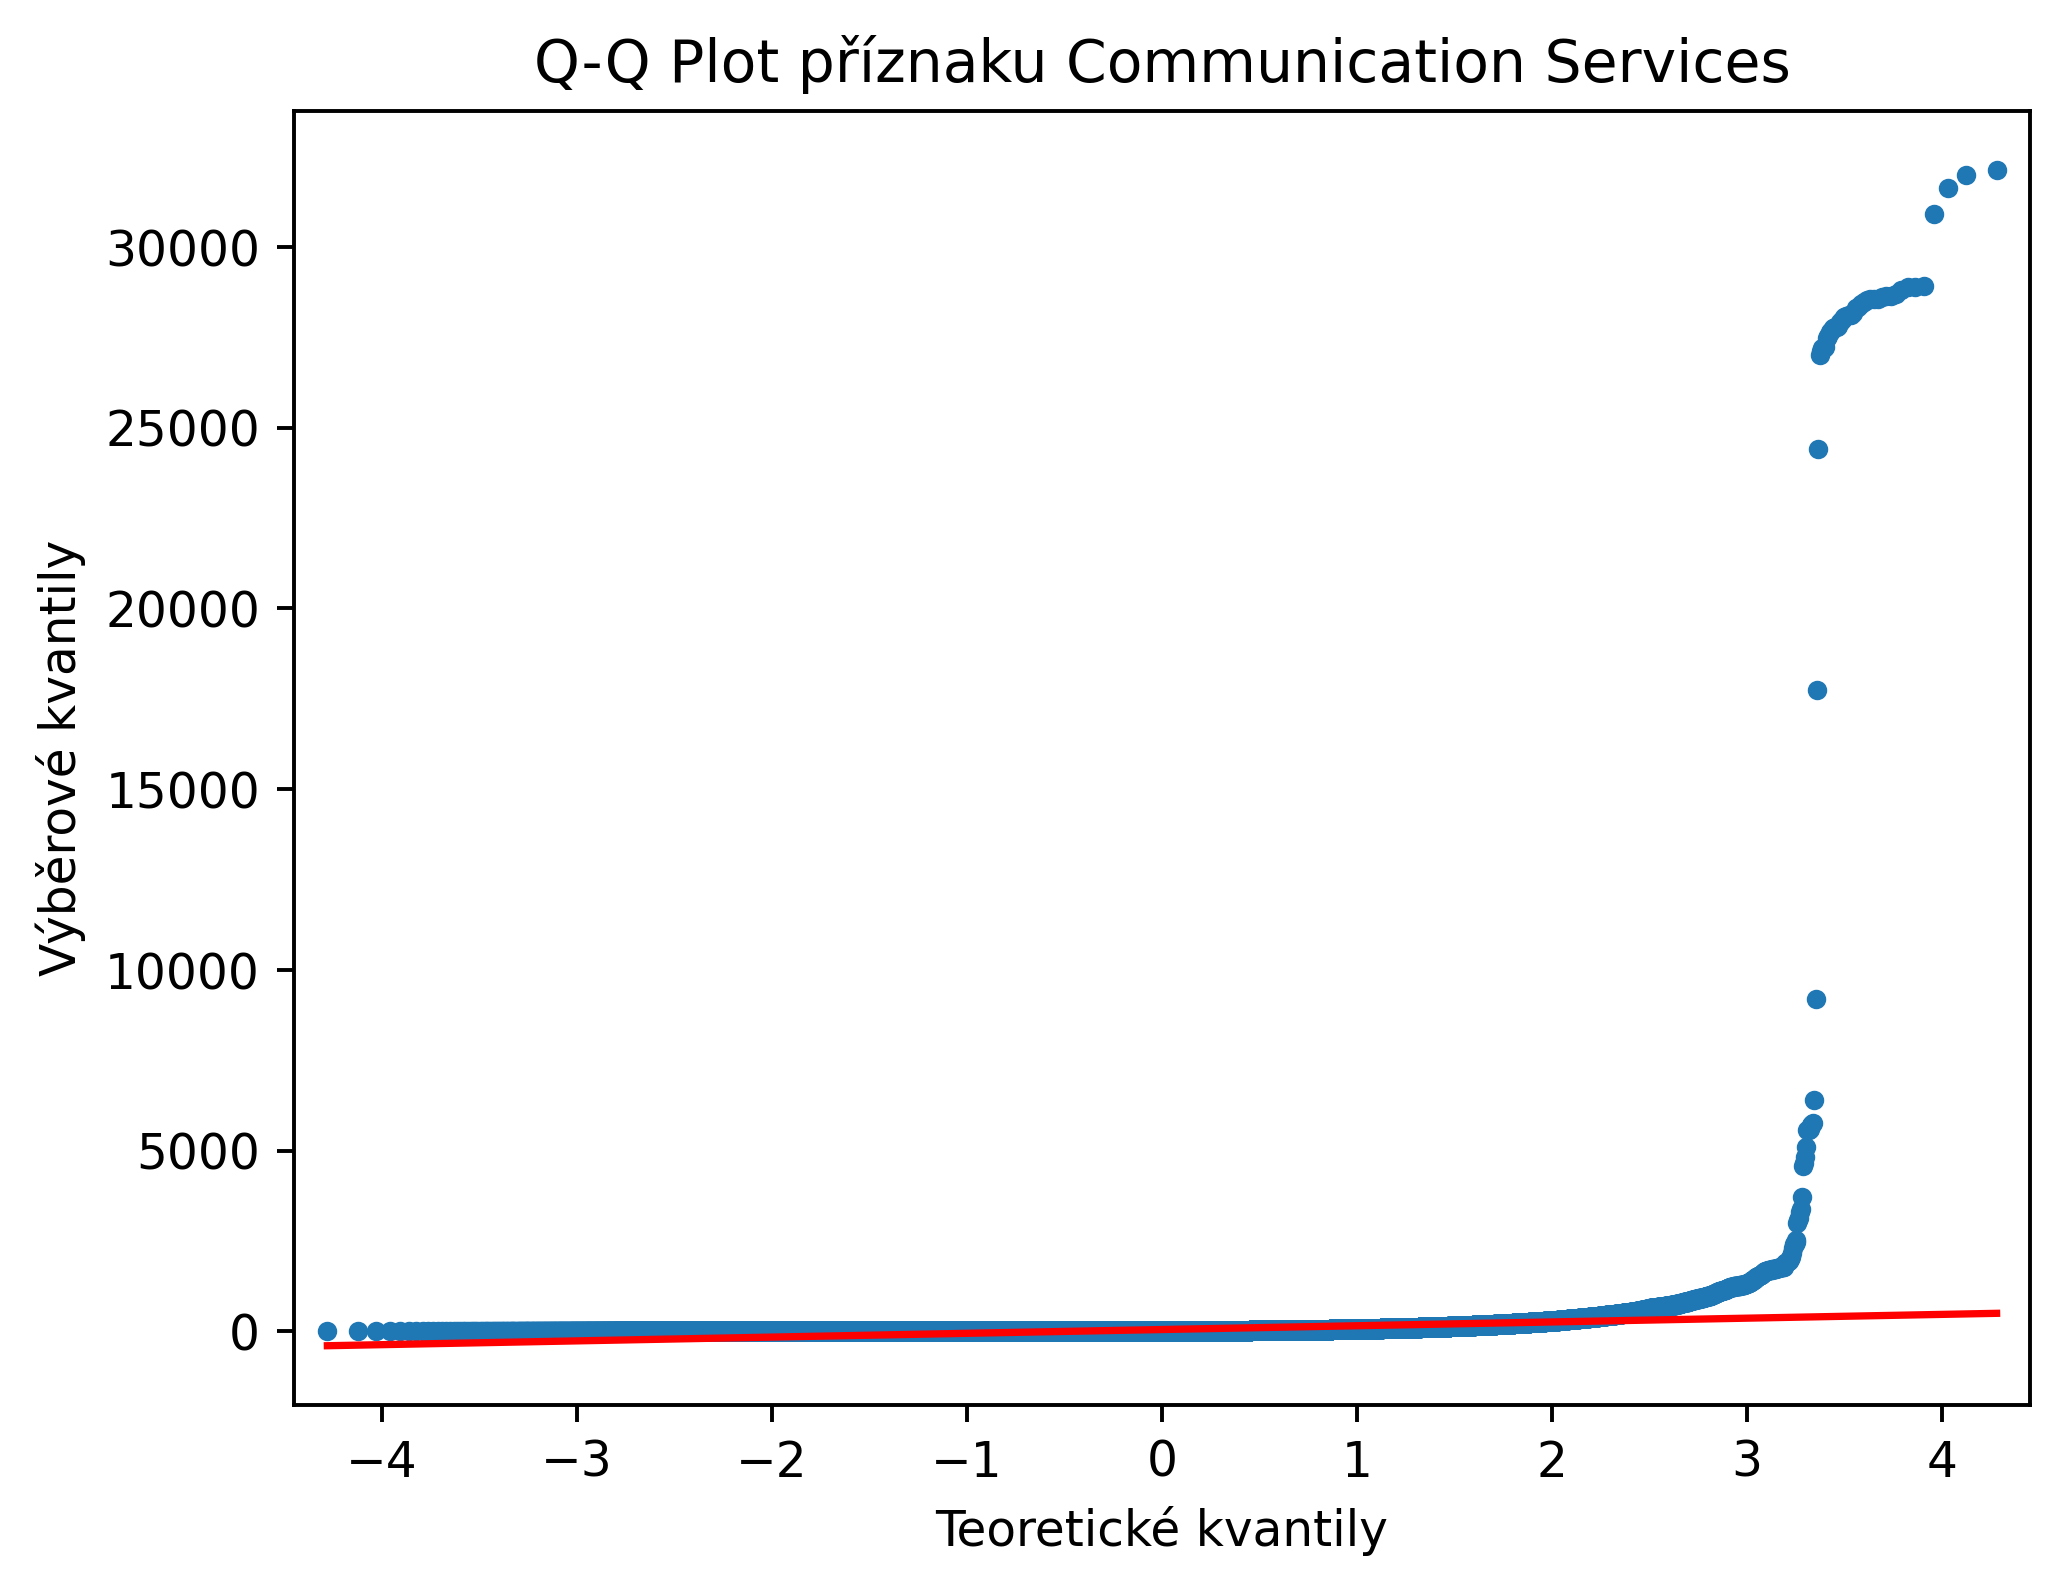 Q-Q Plot příznaku Communication Services
Výběrové kvantily
30000
25000
20000
15000
10000
5000
0
−4 −3 −2 −1 0 1 2 3 4
Teoretické kvantily